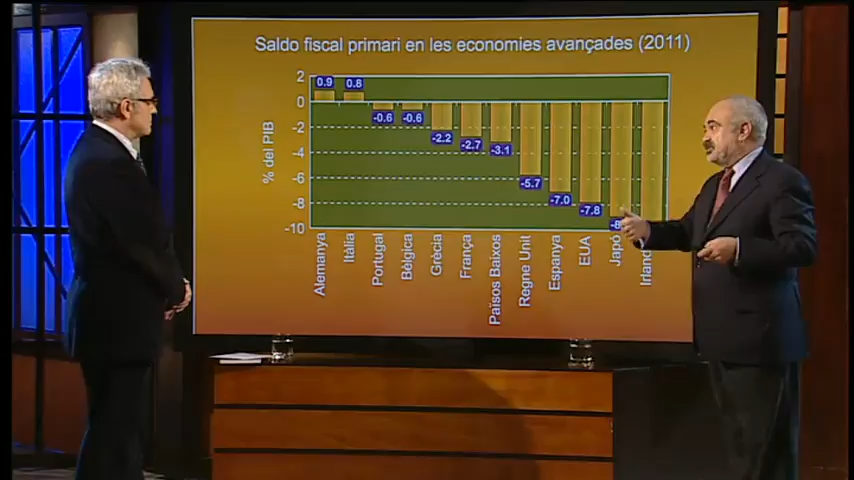 Saldo fiscal primari en les economies avançades (2011)
2
0
-2
-4
-6
-8
-10
% del PIB
0.9
0.8
-0.6
-0.6
-2.2
-2.7
-3.1
-5.7
-7.0
-7.8
Alemanya
Itàlia
Portugal
Bèlgica
Grècia
França
Països Baixos
Regne Unit
Espanya
EUA
Japó